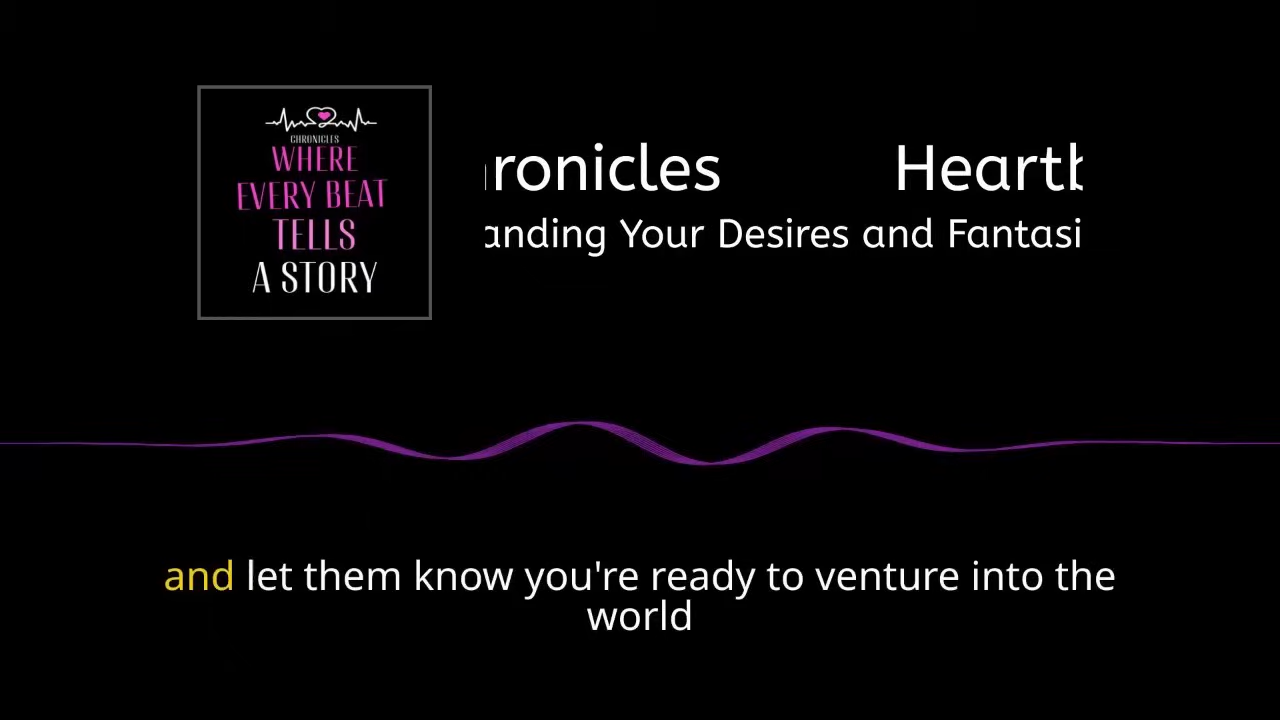 CHRONICLES
WHERE
EVERY BEAT
TELLS
A STORY
ronicles Heart
anding Your Desires and Fantasi
and let them know you're ready to venture into the
world